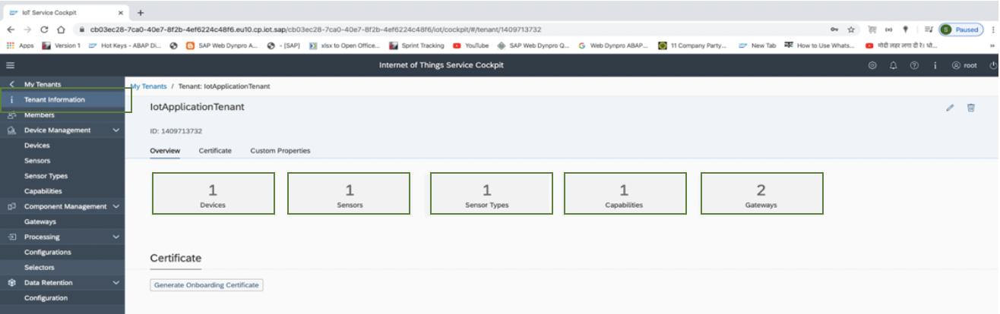 IoT Service Cockpit
cb03ec28-7ca0-40e7-8f2b-4ef6224c48f6.eu10.cp.iot.sap/cb03ec28-7ca0-40e7-8f2b-4ef6224c48f6/iot/cockpit/#/tenant/1409713732
S Paused
Apps Version 1 Hot Keys - ABAP Di... SAP Web Dynpro A... - [SAP] xlsx to Open Office... Sprint Tracking YouTube SAP Web Dynpro Q... Web Dynpro ABAP... 11 Company Party... New Tab How to Use Whats... मोदी लहर लगा दी रे। भो...
Internet of Things Service Cockpit
root
My Tenants
My Tenants / Tenant: IotApplicationTenant
Tenant Information
IotApplicationTenant
Members
Device Management
ID: 1409713732
Devices
Overview Certificate Custom Properties
Sensors
Sensor Types
Capabilities
1 1 1 1 2
Devices Sensors Sensor Types Capabilities Gateways
Component Management
Gateways
Processing
Configurations
Certificate
Selectors
Data Retention
Generate Onboarding Certificate
Configuration